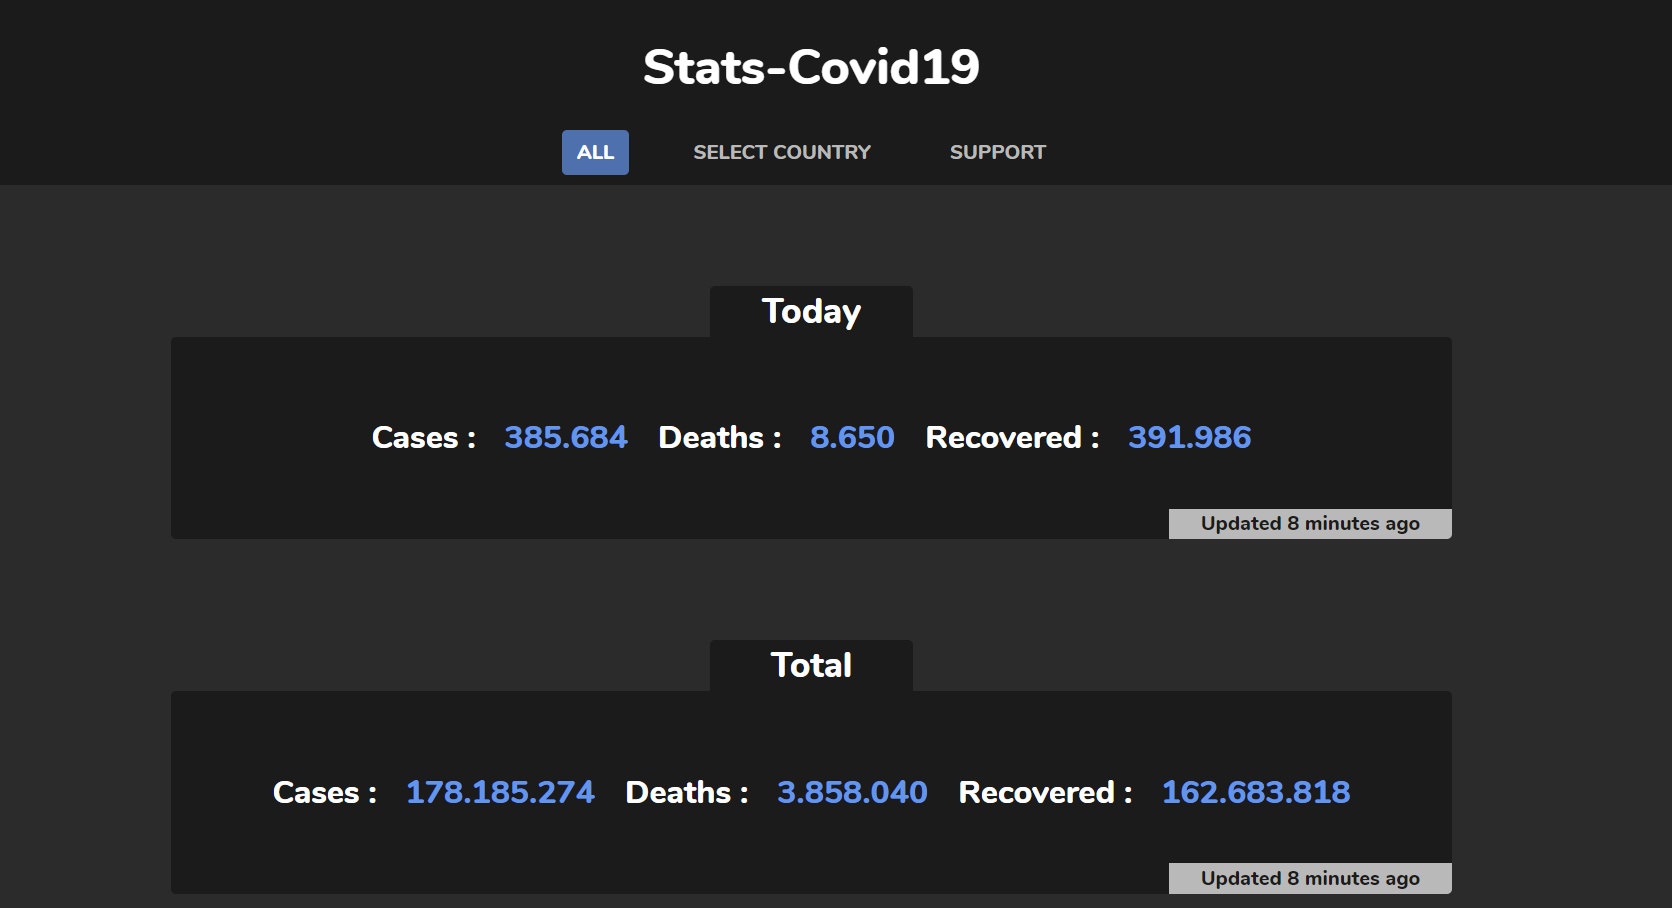 Stats-Covid19
ALL SELECT COUNTRY SUPPORT
Today
Cases : 385.684 Deaths : 8.650 Recovered : 391.986
Updated 8 minutes ago
Total
Cases : 178.185.274 Deaths : 3.858.040 Recovered : 162.683.818
Updated 8 minutes ago